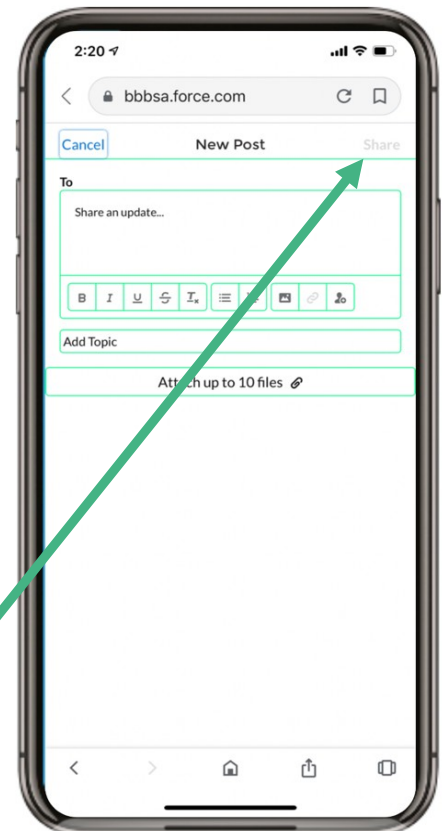 2:20
bbbsa.force.com
Cancel New Post Share
To
Share an update...
B I U S Tx
Add Topic
Attach up to 10 files